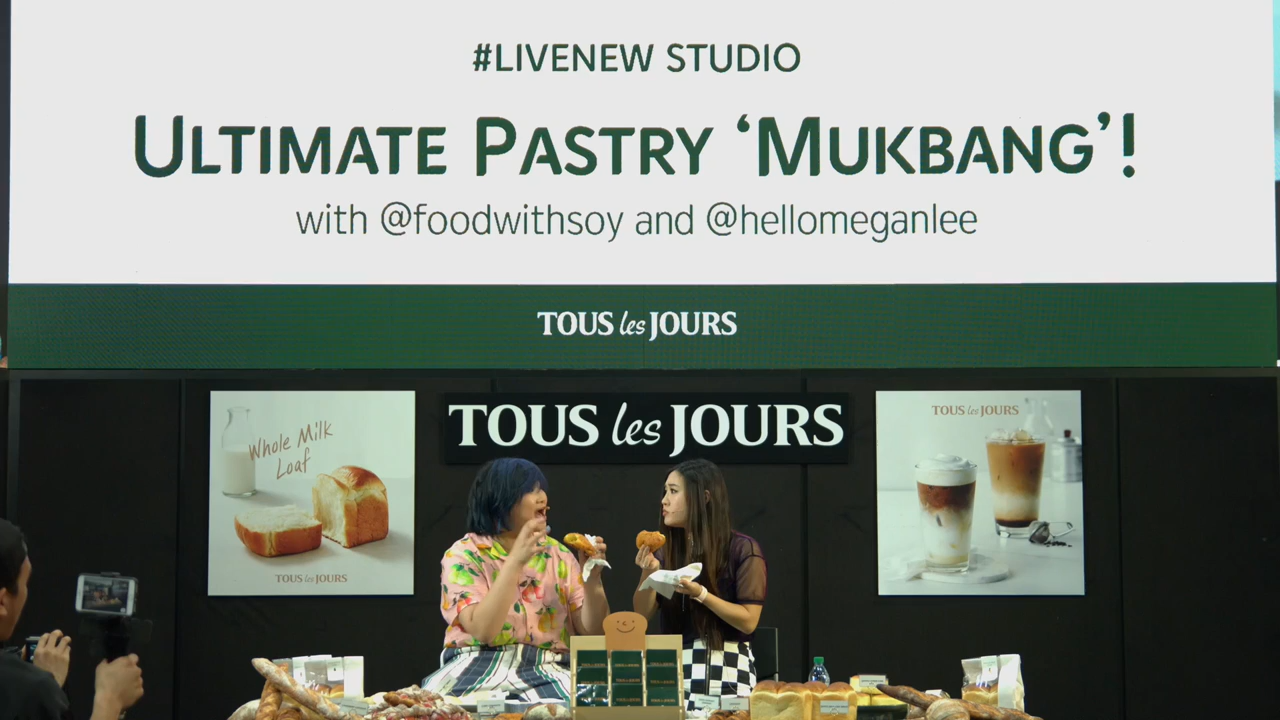 #LIVENEW STUDIO
ULTIMATE PASTRY ‘MUKBANG’!
with @foodwithsoy and @hellomeganlee
TOUS les JOURS
TOUS les JOURS
Whole Milk
Loaf
TOUS les JOURS
TOUS les JOURS